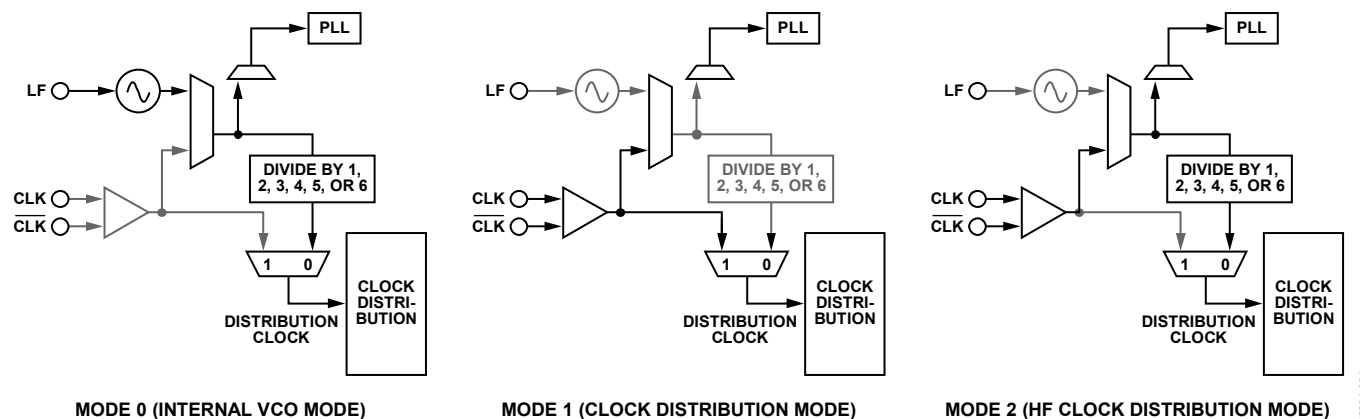 PLL
LF
DIVIDE BY 1,
2, 3, 4, 5, OR 6
CLK
CLK
1 0
CLOCK
DISTRI-
BUTION
DISTRIBUTION
CLOCK
MODE 0 (INTERNAL VCO MODE)
PLL
LF
DIVIDE BY 1,
2, 3, 4, 5, OR 6
CLK
CLK
1 0
CLOCK
DISTRI-
BUTION
DISTRIBUTION
CLOCK
MODE 1 (CLOCK DISTRIBUTION MODE)
PLL
LF
DIVIDE BY 1,
2, 3, 4, 5, OR 6
CLK
CLK
1 0
CLOCK
DISTRI-
BUTION
DISTRIBUTION
CLOCK
MODE 2 (HF CLOCK DISTRIBUTION MODE)